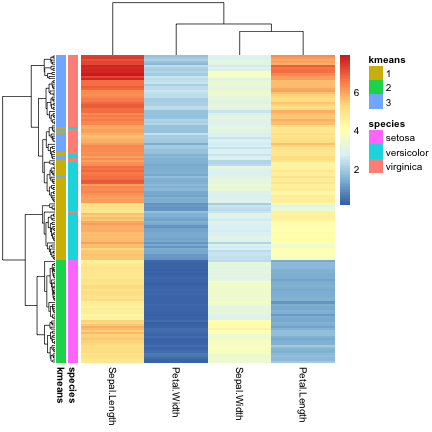 kmeans
1
2
3
species
setosa
versicolor
virginica
6
4
2
kmeans
species
Sepal.Length
Petal.Width
Sepal.Width
Petal.Length